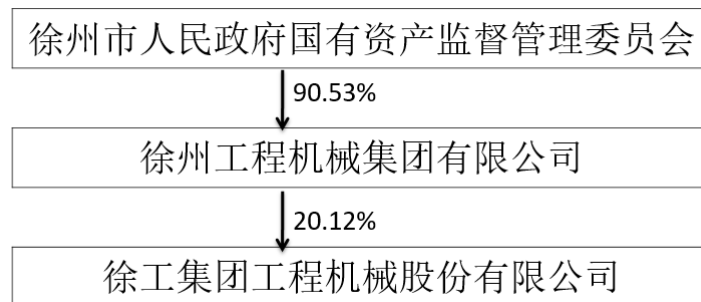 徐州市人民政府国有资产监督管理委员会
90.53%
徐州工程机械集团有限公司
20.12%
徐工集团工程机械股份有限公司